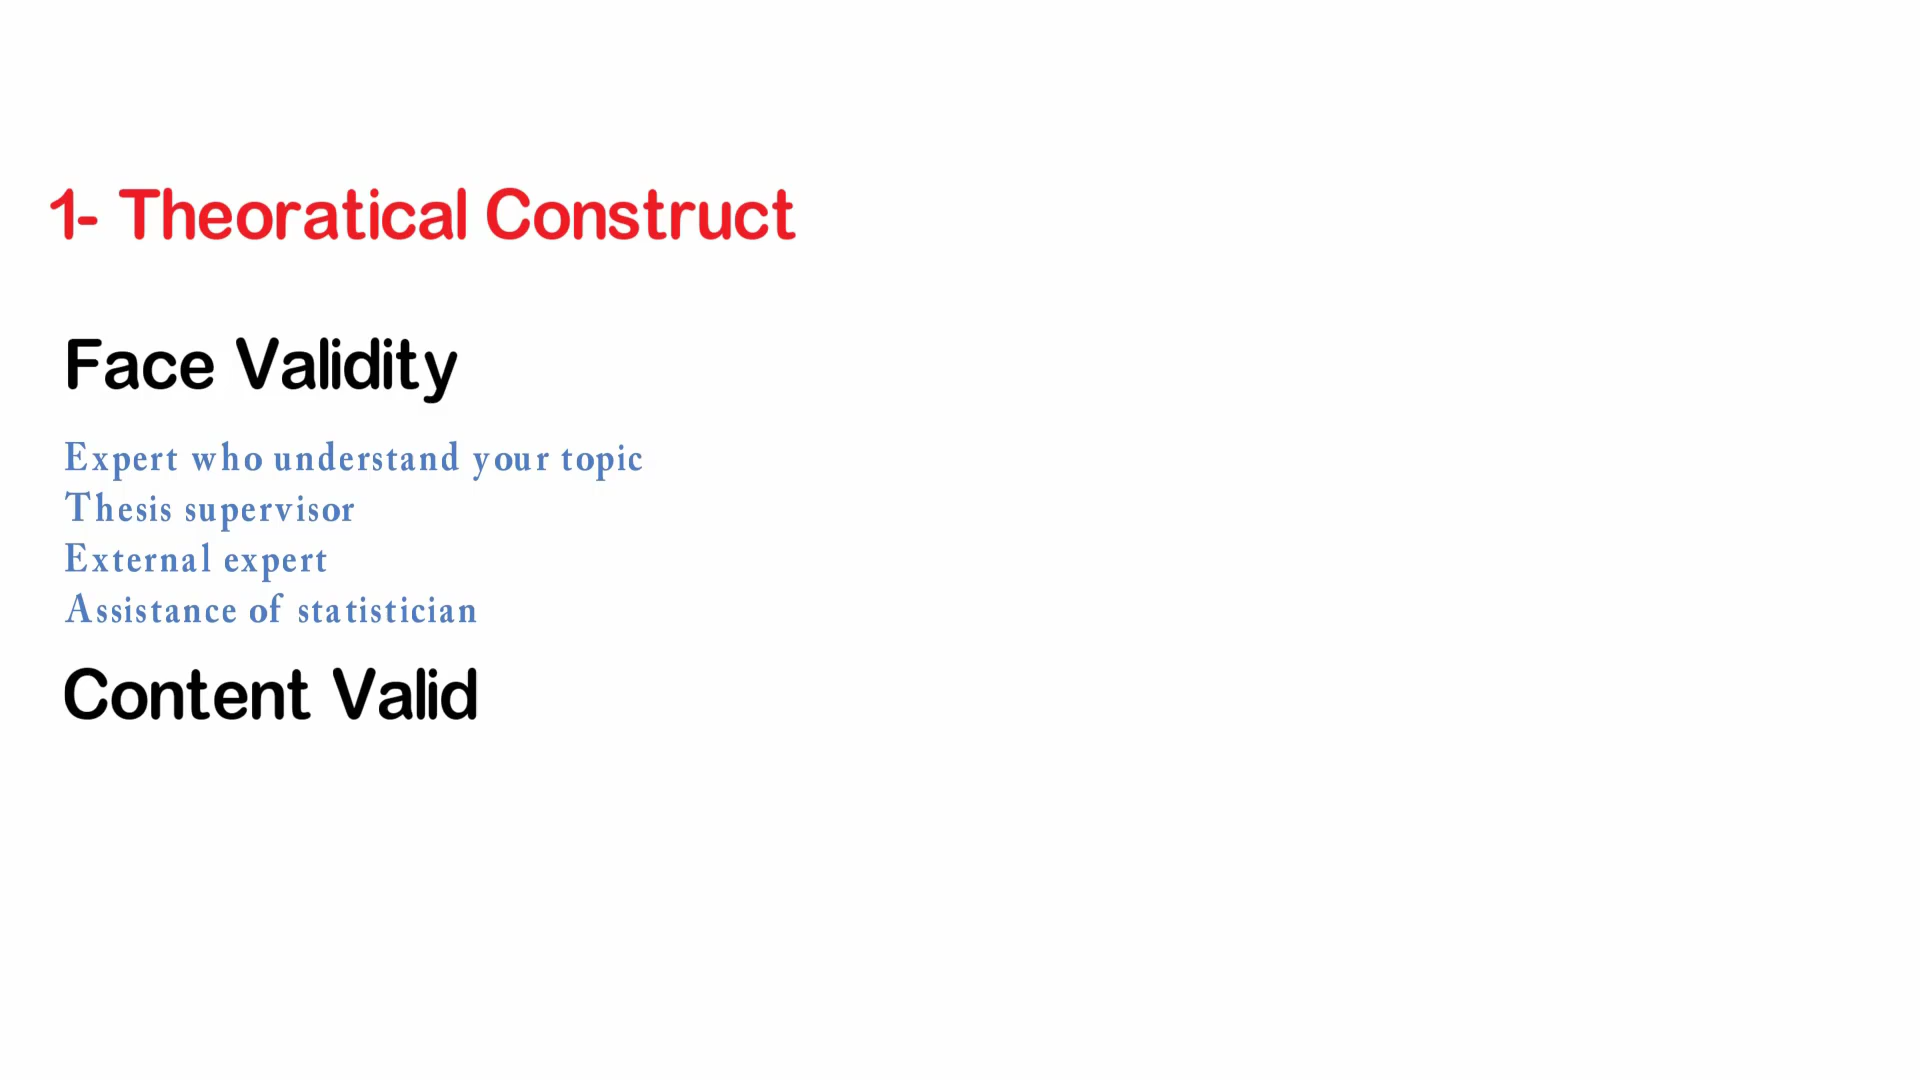 1- Theoratical Construct
Face Validity
Expert who understand your topic
Thesis supervisor
External expert
Assistance of statistician
Content Valid